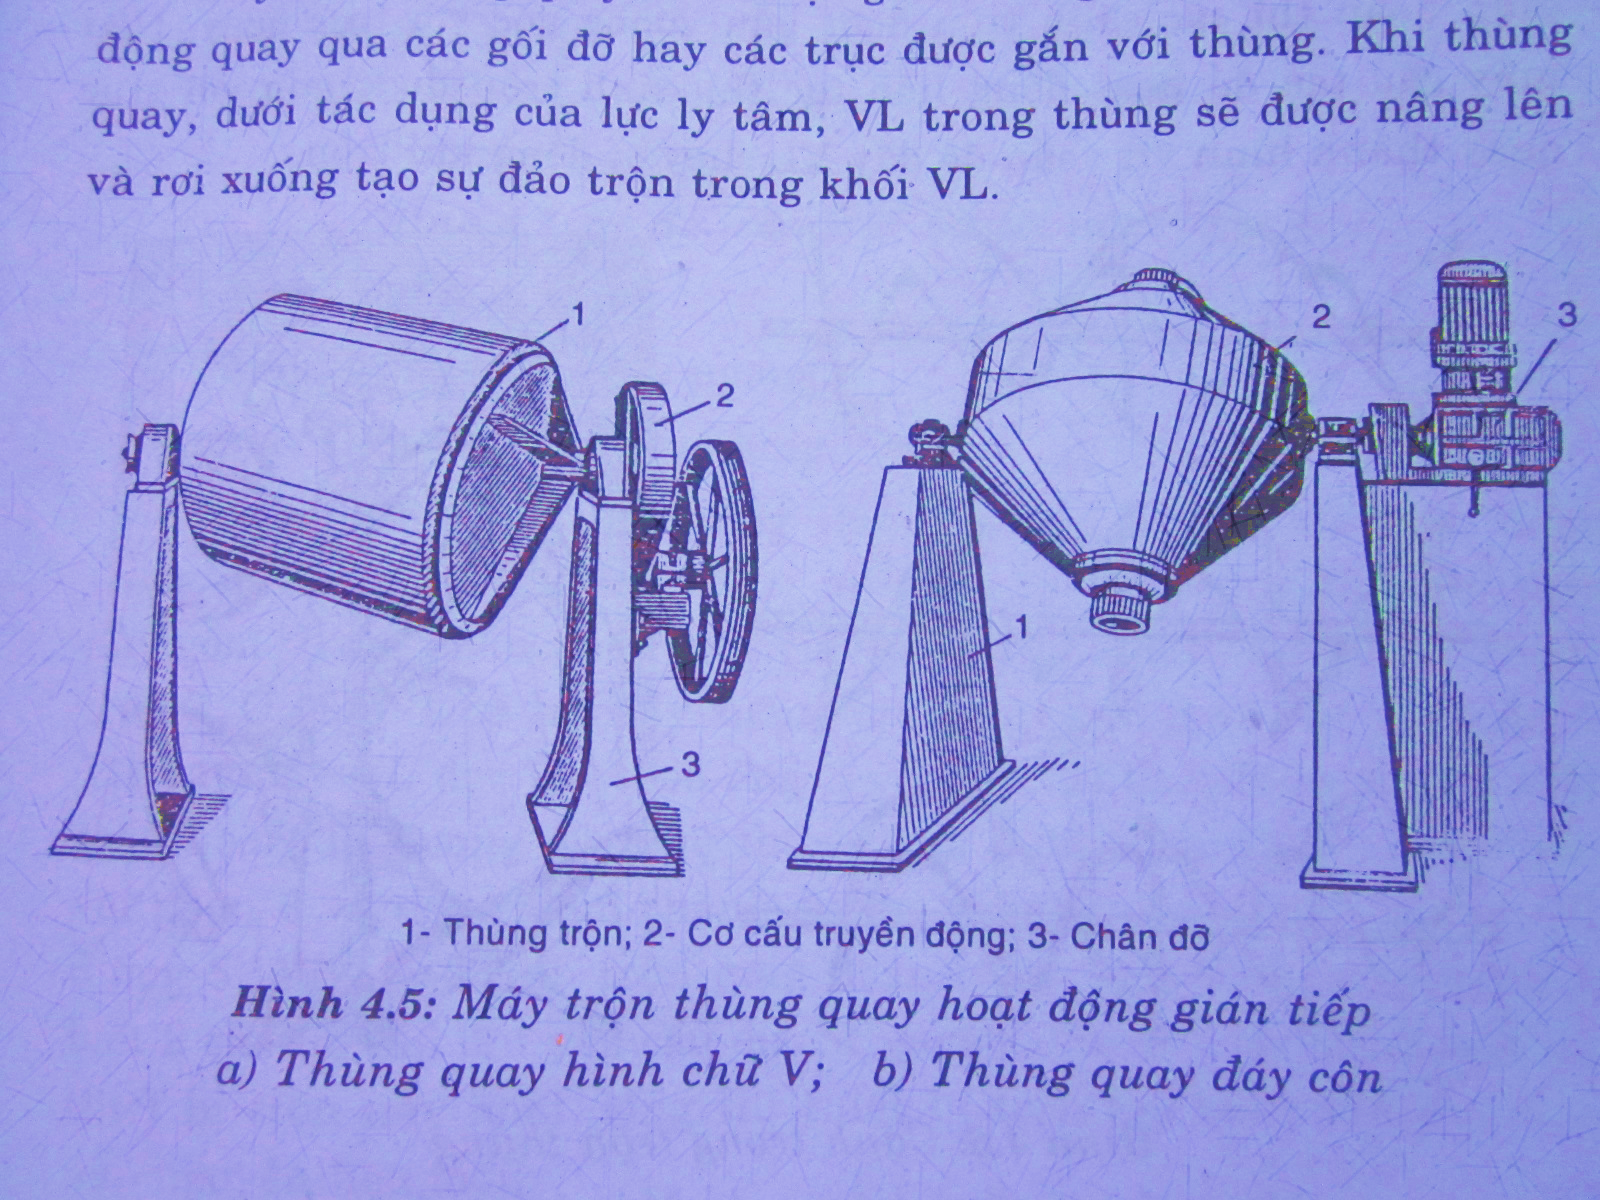 động quay qua các gối đỡ hay các trục được gắn với thùng. Khi thùng
quay, dưới tác dụng của lực ly tâm, VL trong thùng sẽ được nâng lên
và rơi xuống tạo sự đảo trộn trong khối VL.
1
2
3
2
3
1
1- Thùng trộn; 2- Cơ cấu truyền động; 3- Chân đỡ
Hình 4.5: Máy trộn thùng quay hoạt động gián tiếp
a) Thùng quay hình chữ V; b) Thùng quay đáy côn